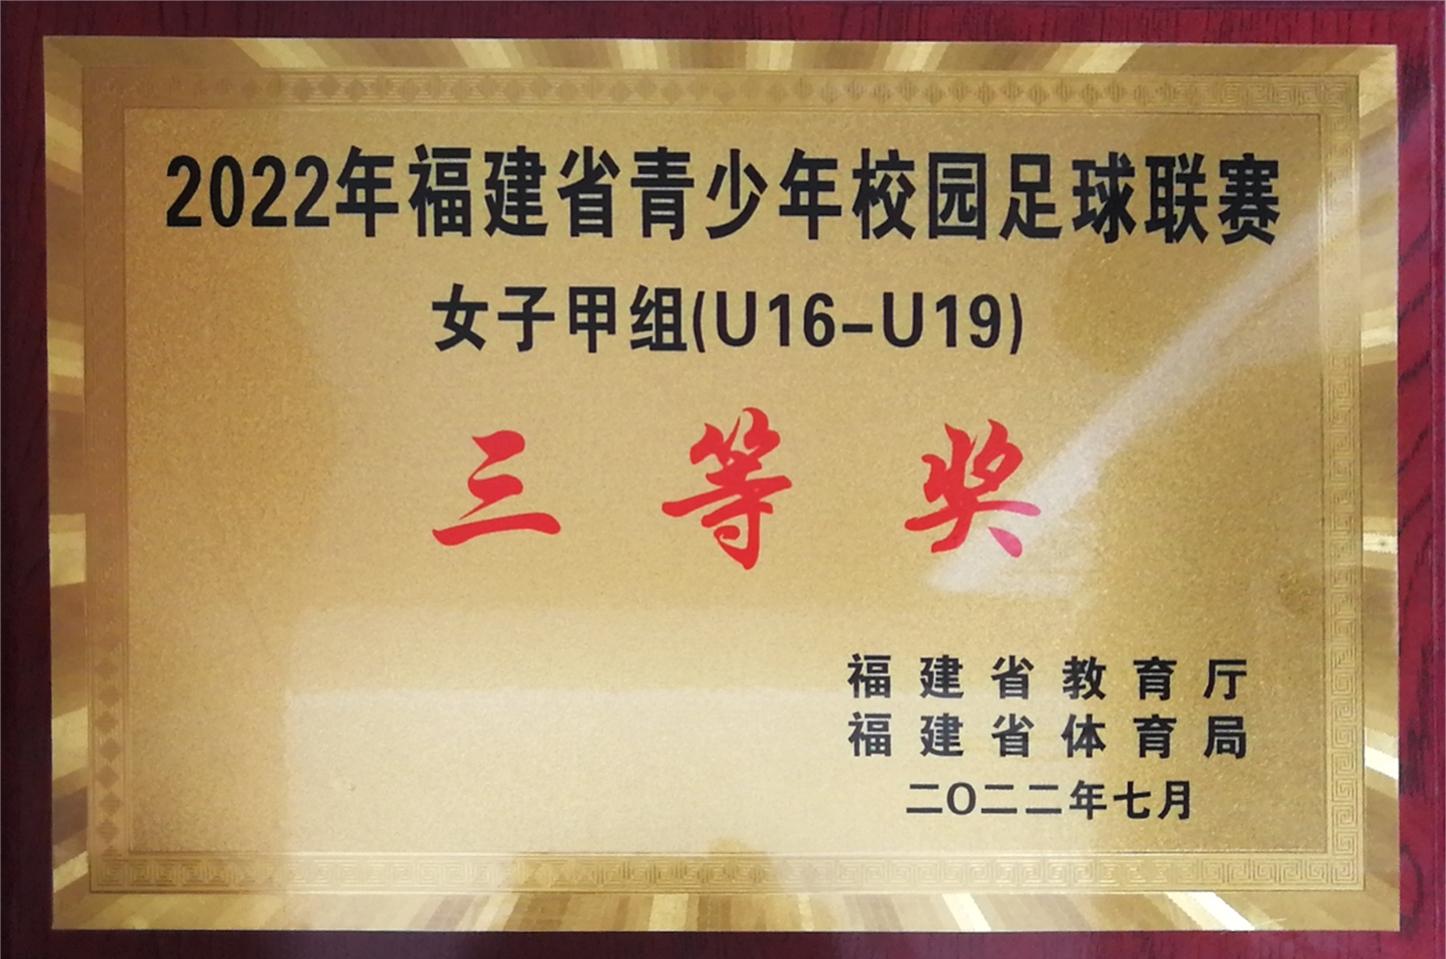 2022年福建省青少年校园足球联赛
女子甲组(U16-U19)
三等奖
福建省教育厅
福建省体育局
二〇二二年七月